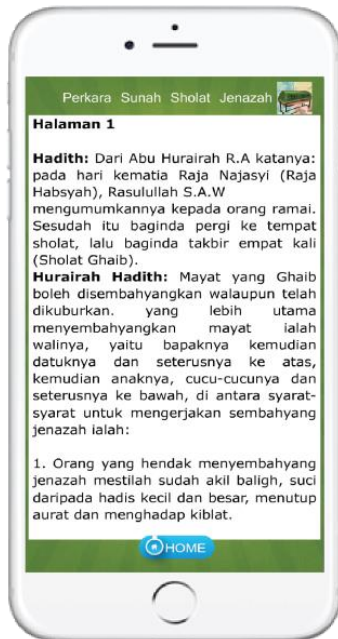 Perkara Sunah Sholat Jenazah
Halaman 1
Hadith: Dari Abu Hurairah R.A katanya:
pada hari kematia Raja Najasyi (Raja
Habsyah), Rasulullah S.A.W
mengumumkannya kepada orang ramai.
Sesudah itu baginda pergi ke tempat
sholat, lalu baginda takbir empat kali
(Sholat Ghaib).
Hurairah Hadith: Mayat yang Ghaib
boleh disembahyangkan walaupun telah
dikuburkan. yang lebih utama
menyembahyangkan mayat ialah
walinya, yaitu bapaknya kemudian
datuknya dan seterusnya ke atas,
kemudian anaknya, cucu-cucunya dan
seterusnya ke bawah, di antara syarat-
syarat untuk mengerjakan sembahyang
jenazah ialah:
1. Orang yang hendak menyembahyang
jenazah mestilah sudah akil baligh, suci
daripada hadis kecil dan besar, menutup
aurat dan menghadap kiblat.
HOME